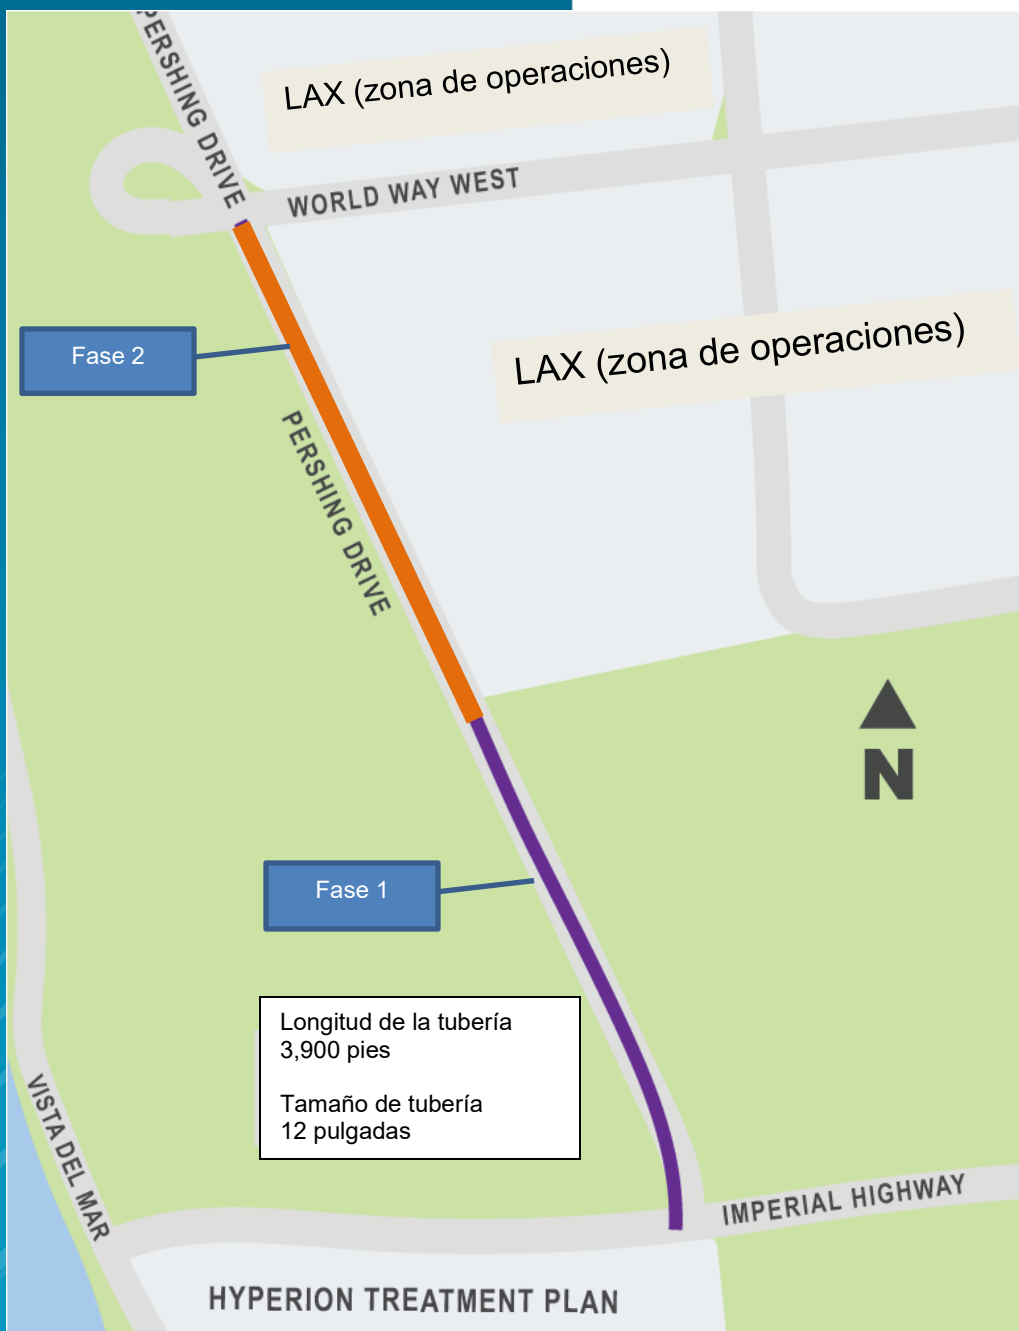 PERSHING DRIVE
LAX (zona de operaciones)
WORLD WAY WEST
Fase 2
LAX (zona de operaciones)
PERSHING DRIVE
N
Fase 1
Longitud de la tubería
3,900 pies
Tamaño de tubería
12 pulgadas
VISTA DEL MAR
IMPERIAL HIGHWAY
HYPERION TREATMENT PLAN